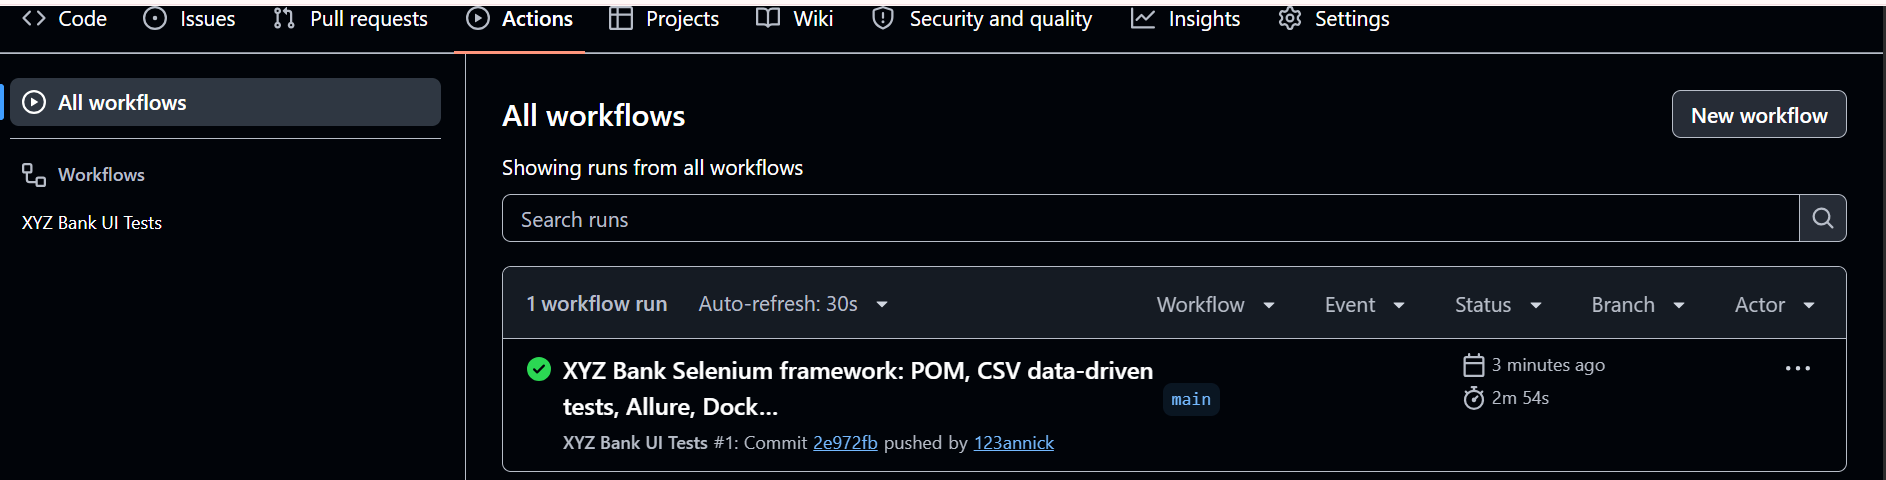 Code Issues Pull requests Actions Projects Wiki Security and quality Insights Settings
All workflows
Workflows
XYZ Bank UI Tests
All workflows
New workflow
Showing runs from all workflows
Search runs
1 workflow run Auto-refresh: 30s Workflow Event Status Branch Actor
XYZ Bank Selenium framework: POM, CSV data-driven
tests, Allure, Dock...
main
XYZ Bank UI Tests #1: Commit 2e972fb pushed by 123annick
3 minutes ago
2m 54s